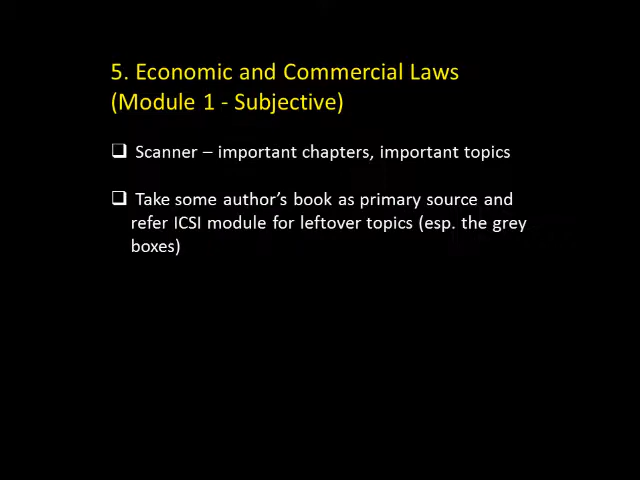 5. Economic and Commercial Laws
(Module 1 - Subjective)
❑ Scanner – important chapters, important topics
❑ Take some author’s book as primary source and
refer ICSI module for leftover topics (esp. the grey
boxes)